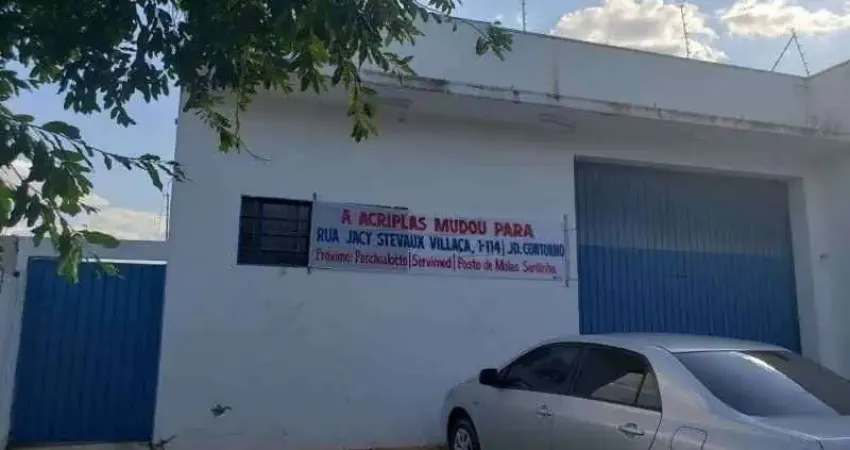 A ACRIPLAS MUDOU PARA
RUA JACY STEVAUX VILLAÇA, 1-114 | JD. CONTORNO
Próximo: Paschoalotto | Servimed | Posto de Molas Santinho